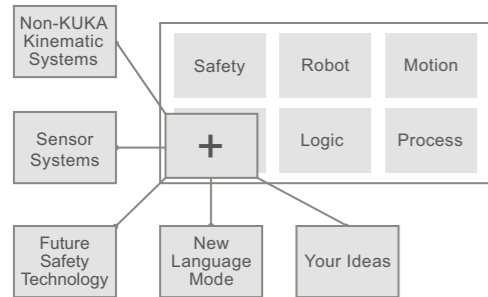 Non-KUKA
Kinematic
Systems
Safety
Robot
Motion
Sensor
Systems
+
Logic
Process
Future
Safety
Technology
New
Language
Mode
Your Ideas